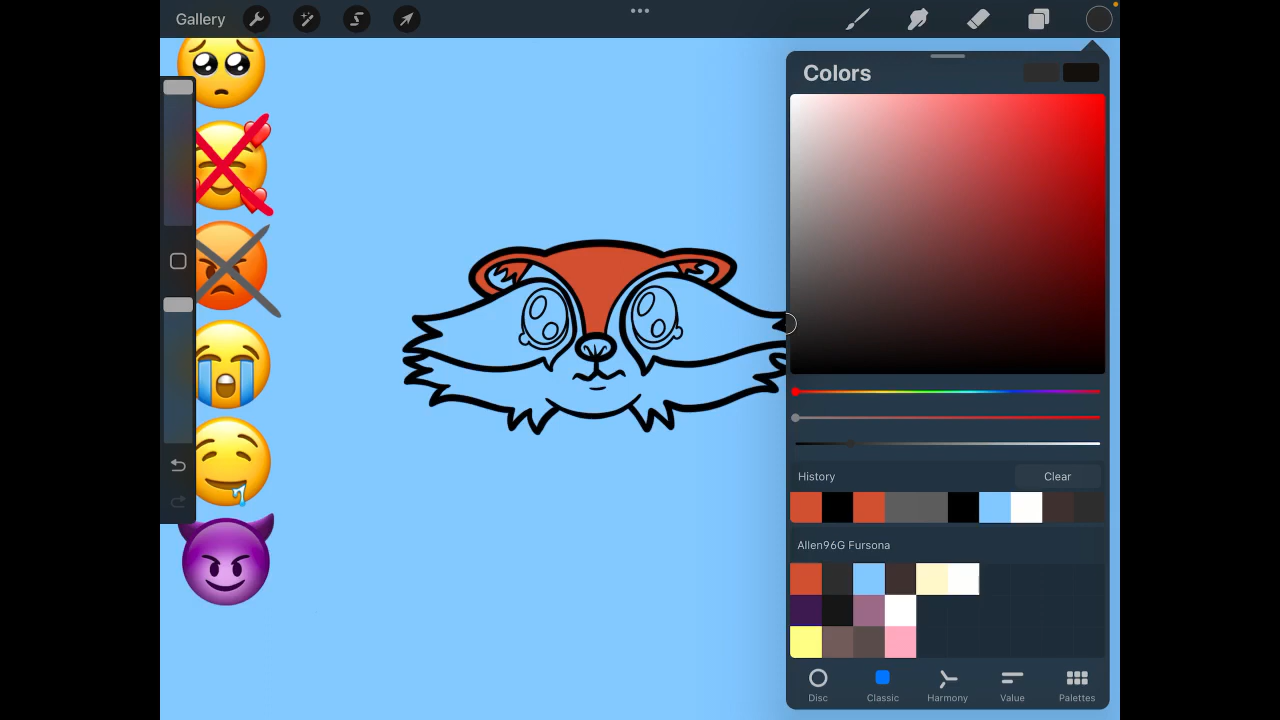 Gallery
Colors
History
Clear
Allen96G Fursona
Disc
Classic
Harmony
Value
Palettes